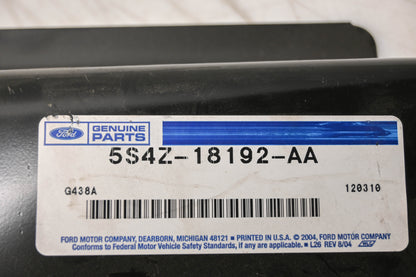 Ford
GENUINE
PARTS
5S4Z-18192-AA
G438A
120310
FORD MOTOR COMPANY, DEARBORN, MICHIGAN 48121 ■ PRINTED IN U.S.A. © 2004, FORD MOTOR COMPANY
Conforms to Federal Motor Vehicle Safety Standards, if any are applicable. ■ L26 REV 8/04